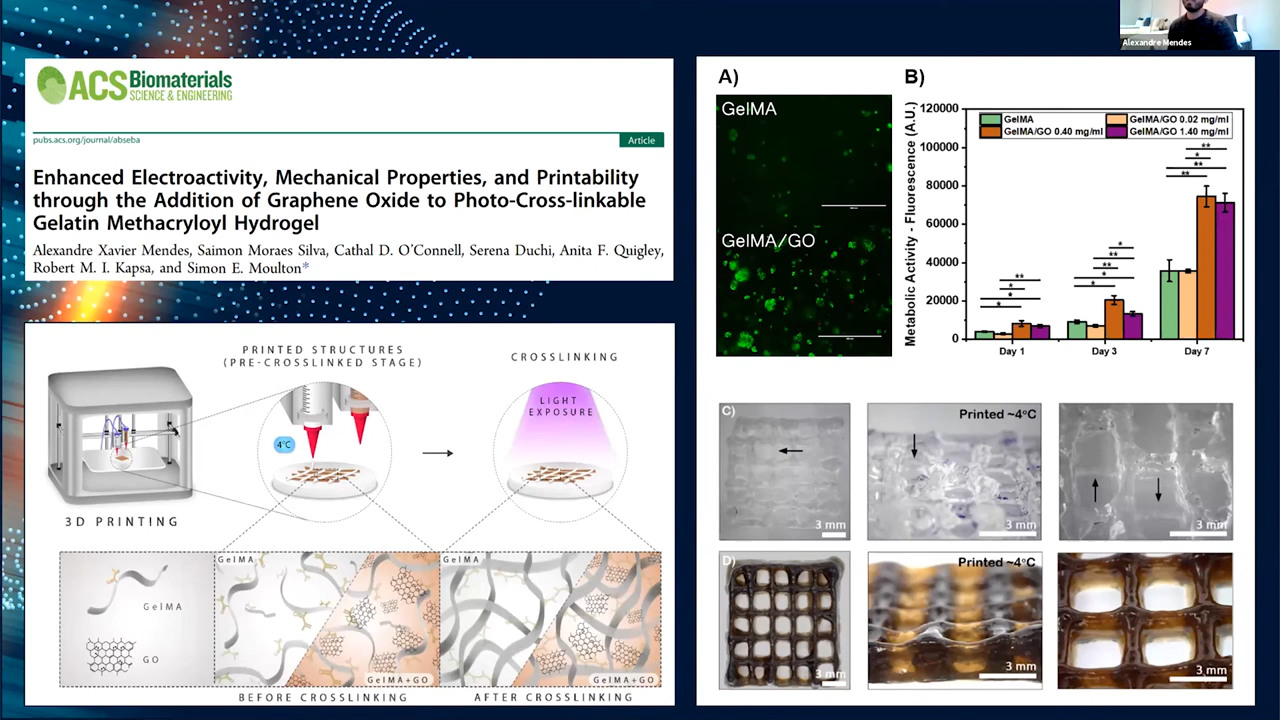 Alexandre Mendes
ACS Biomaterials
SCIENCE & ENGINEERING
pubs.acs.org/journal/abseba
Article
Enhanced Electroactivity, Mechanical Properties, and Printability
through the Addition of Graphene Oxide to Photo-Cross-linkable
Gelatin Methacryloyl Hydrogel
Alexandre Xavier Mendes, Saimon Moraes Silva, Cathal D. O'Connell, Serena Duchi, Anita F. Quigley,
Robert M. I. Kapsa, and Simon E. Moulton*
PRINTED STRUCTURES
(PRE-CROSSLINKED STAGE)
CROSSLINKING
LIGHT
EXPOSURE
4°C
3D PRINTING
GelMA
GO
GelMA
GelMA+GO
GelMA
GelMA+GO
BEFORE CROSSLINKING
AFTER CROSSLINKING
A)
GelMA
GelMA/GO
B)
Metabolic Activity - Fluorescence (A.U.)
120000
100000
80000
60000
40000
20000
0
GelMA
GelMA/GO 0.02 mg/ml
GelMA/GO 0.40 mg/ml
GelMA/GO 1.40 mg/ml
**
*
**
**
*
**
**
*
*
**
*
*
*
Day 1
Day 3
Day 7
C)
3 mm
Printed ~4°C
3 mm
3 mm
D)
3 mm
Printed ~4°C
3 mm
3 mm